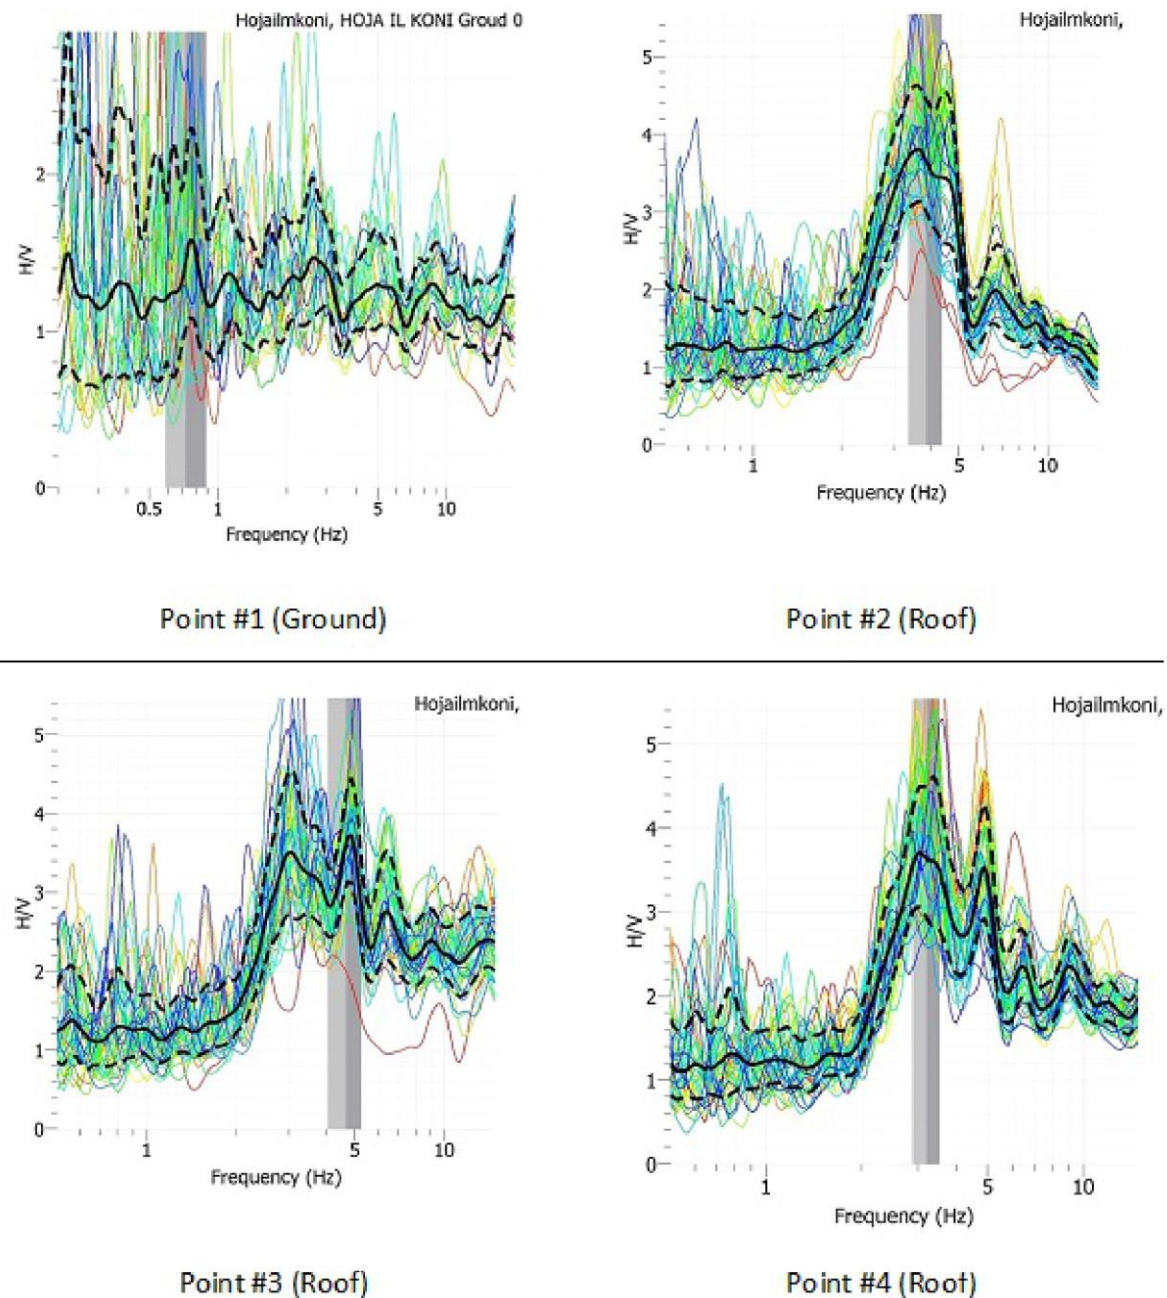 Hojailmkoni, HOJA IL KONI Groud 0
2
1
0
H/V
0.5 1 5 10
Frequency (Hz)
Point #1 (Ground)
Hojailmkoni,
5
4
3
2
1
0
H/V
1 5 10
Frequency (Hz)
Point #2 (Roof)
Hojailmkoni,
5
4
3
2
1
0
H/V
1 5 10
Frequency (Hz)
Point #3 (Roof)
Hojailmkoni,
5
4
3
2
1
0
H/V
1 5 10
Frequency (Hz)
Point #4 (Roof)